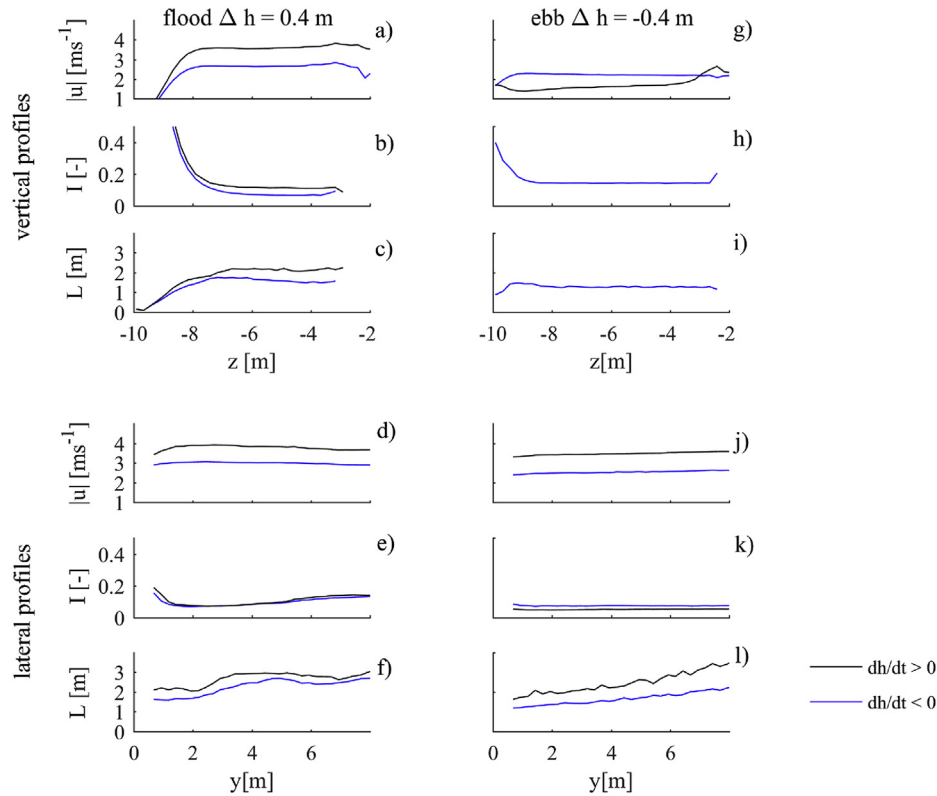 flood Δ h = 0.4 m
ebb Δ h = -0.4 m
vertical profiles
|u| [ms⁻¹]
4
3
2
1
a)
g)
I [-]
0.4
0.2
0
b)
h)
L [m]
3
2
1
0
c)
i)
-10 -8 -6 -4 -2
z [m]
-10 -8 -6 -4 -2
z[m]
lateral profiles
|u| [ms⁻¹]
4
3
2
1
d)
j)
I [-]
0.4
0.2
0
e)
k)
L [m]
3
2
1
0
f)
l)
0 2 4 6
y[m]
0 2 4 6
y[m]
dh/dt > 0
dh/dt < 0